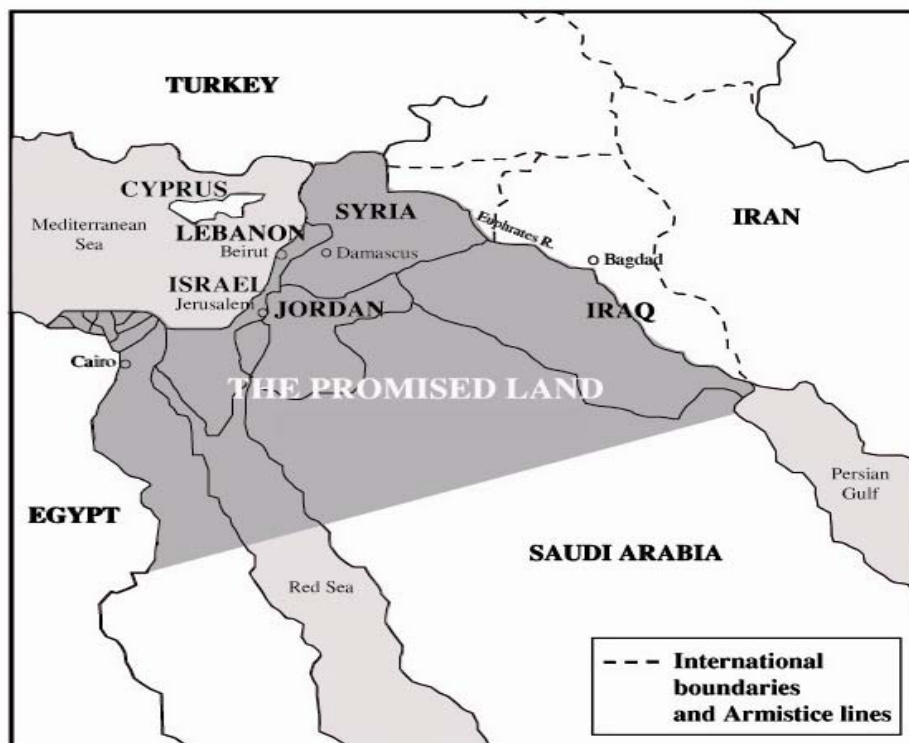 TURKEY
CYPRUS
Mediterranean
Sea
LEBANON
Beirut
SYRIA
Damascus
Euphrates R.
IRAN
ISRAEL
Jerusalem
JORDAN
Bagdad
IRAQ
Cairo
THE PROMISED LAND
EGYPT
Persian
Gulf
SAUDI ARABIA
Red Sea
International
boundaries
and Armistice lines